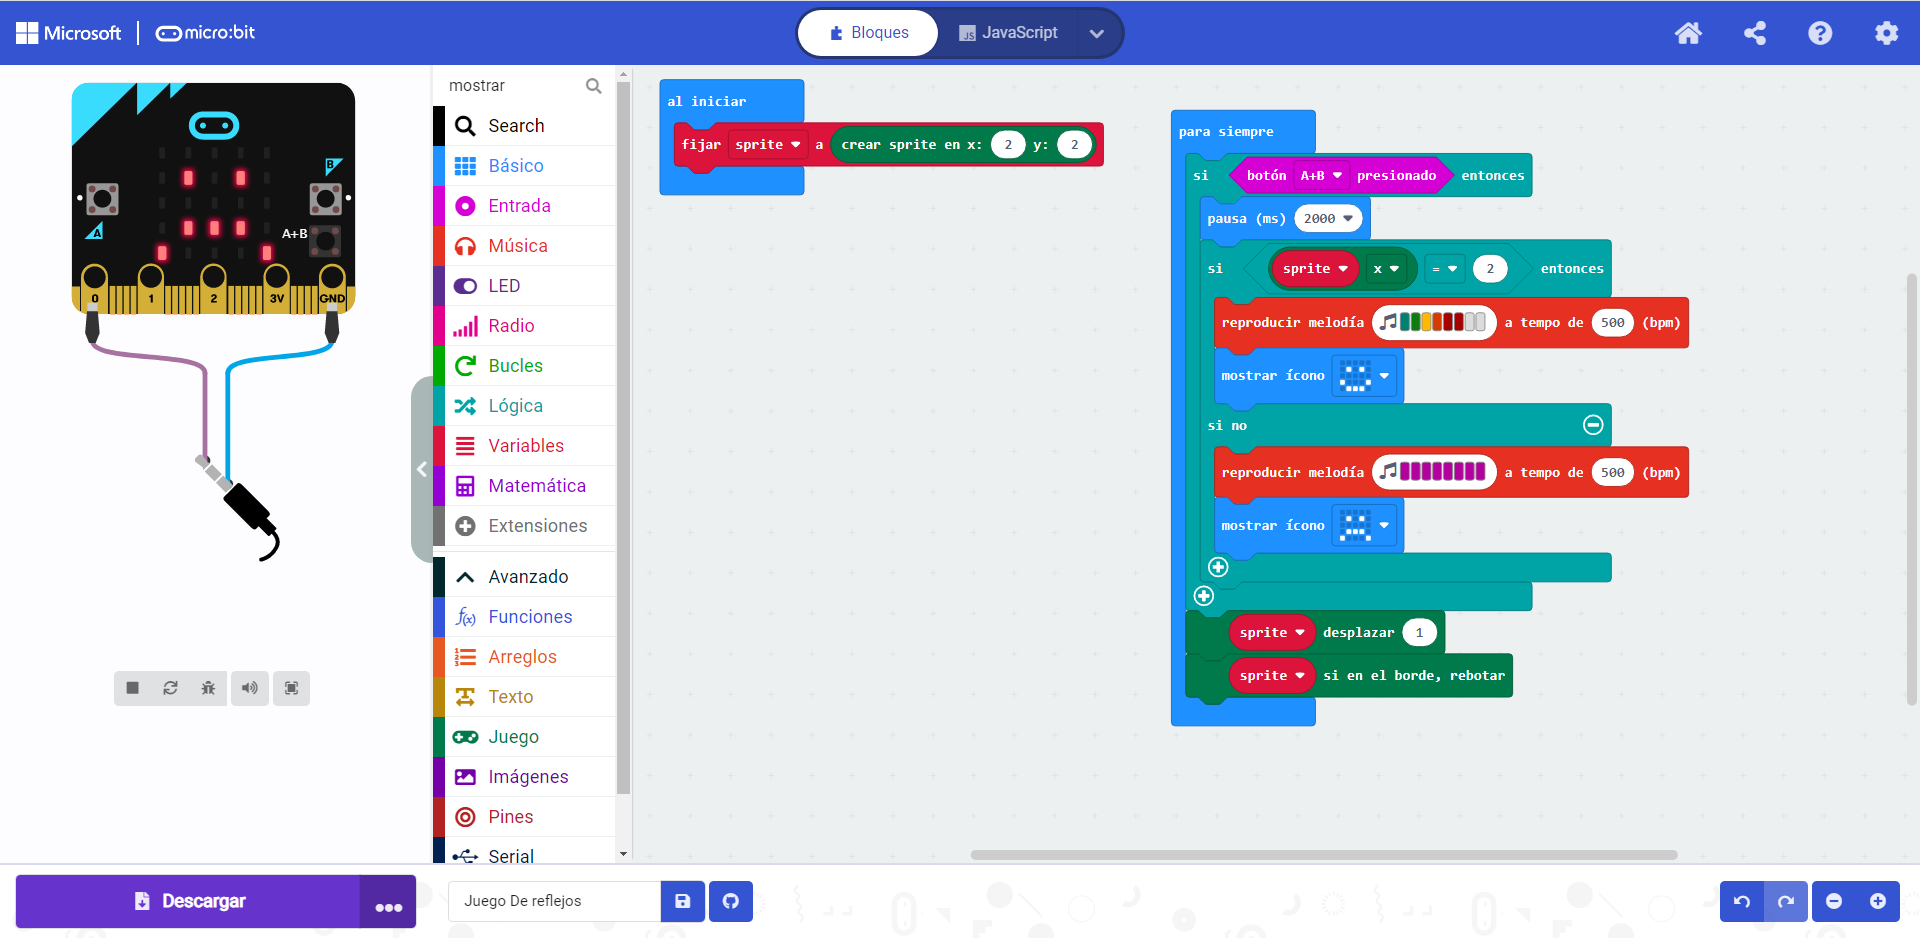 Microsoft
micro:bit
Bloques
JavaScript
JS
B
A
A+B
0
1
2
3V
GND
mostrar
Search
Básico
Entrada
Música
LED
Radio
Bucles
Lógica
Variables
Matemática
Extensiones
Avanzado
Funciones
Arreglos
Texto
Juego
Imágenes
Pines
Serial
al iniciar
fijar sprite a crear sprite en x: 2 y: 2
para siempre
si botón A+B presionado entonces
pausa (ms) 2000
si sprite x = 2 entonces
reproducir melodía a tempo de 500 (bpm)
mostrar ícono
si no
reproducir melodía a tempo de 500 (bpm)
mostrar ícono
sprite desplazar 1
sprite si en el borde, rebotar
Descargar
Juego De reflejos